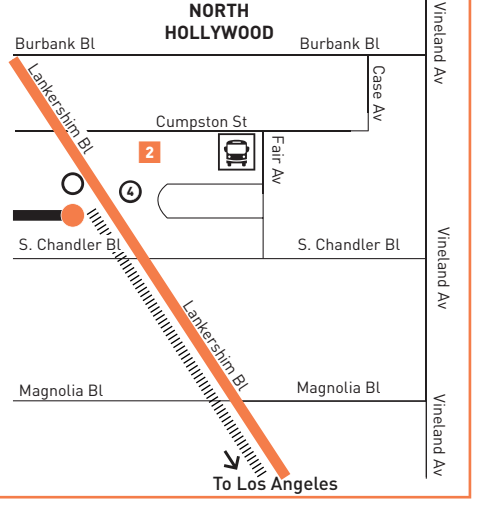 NORTH
HOLLYWOOD
Vineland Av
Burbank Bl
Burbank Bl
Lankershim Bl
Case Av
Cumpston St
2
Fair Av
4
S. Chandler Bl
S. Chandler Bl
Vineland Av
Lankershim Bl
Magnolia Bl
Magnolia Bl
Vineland Av
To Los Angeles